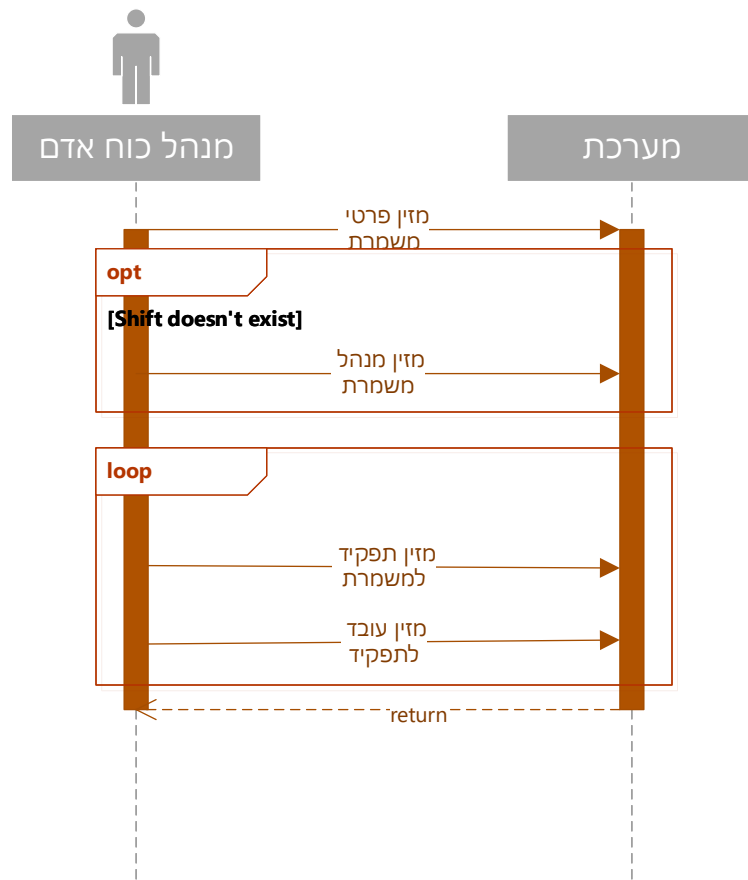 מנהל כוח אדם
מערכת
מזין פרטי
משמרת
opt
[Shift doesn't exist]
מזין מנהל
משמרת
loop
מזין תפקיד
למשמרת
מזין עובד
לתפקיד
return